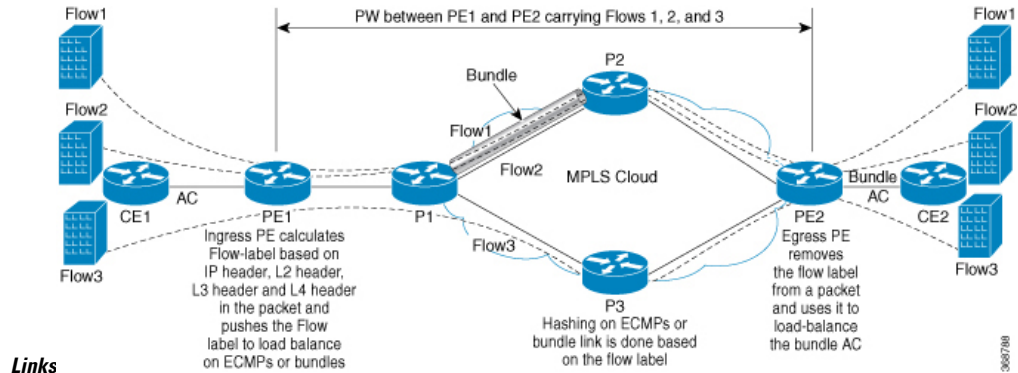 PW between PE1 and PE2 carrying Flows 1, 2, and 3
Flow1
Flow1
P2
Bundle
Flow2
Flow2
Flow1
Flow2
MPLS Cloud
Bundle
AC
AC
CE1
PE1
P1
PE2
CE2
Flow3
Flow3
Flow3
Ingress PE calculates
Flow-label based on
IP header, L2 header,
L3 header and L4 header
in the packet and
pushes the Flow
label to load balance
on ECMPs or bundles
P3
Hashing on ECMPs or
bundle link is done based
on the flow label
Egress PE
removes
the flow label
from a packet
and uses it to
load-balance
the bundle AC
368788
Links